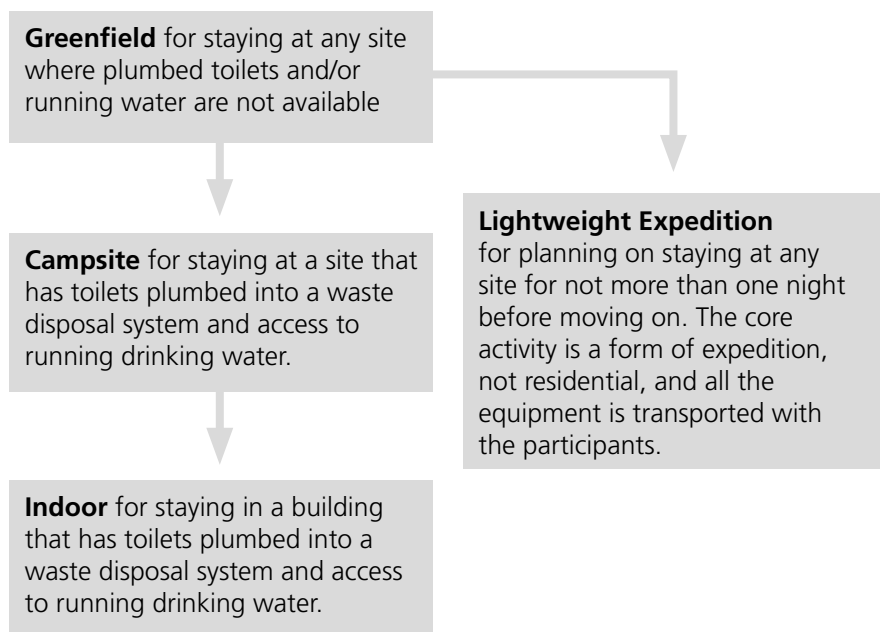 Greenfield for staying at any site
where plumbed toilets and/or
running water are not available
Campsite for staying at a site that
has toilets plumbed into a waste
disposal system and access to
running drinking water.
Indoor for staying in a building
that has toilets plumbed into a
waste disposal system and access
to running drinking water.
Lightweight Expedition
for planning on staying at any
site for not more than one night
before moving on. The core
activity is a form of expedition,
not residential, and all the
equipment is transported with
the participants.